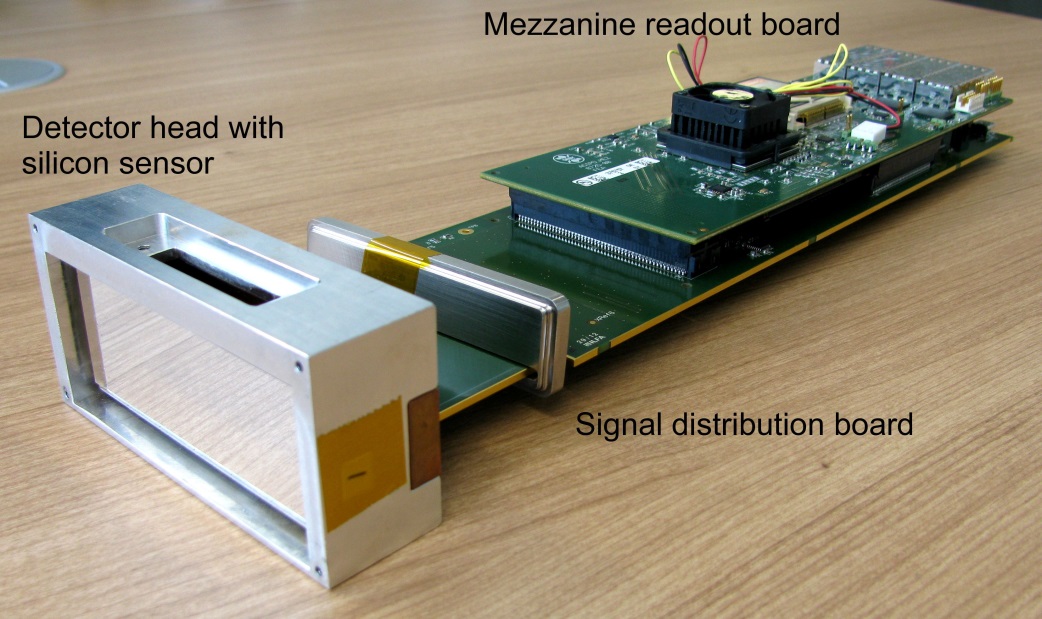 Mezzanine readout board
Detector head with
silicon sensor
Signal distribution board